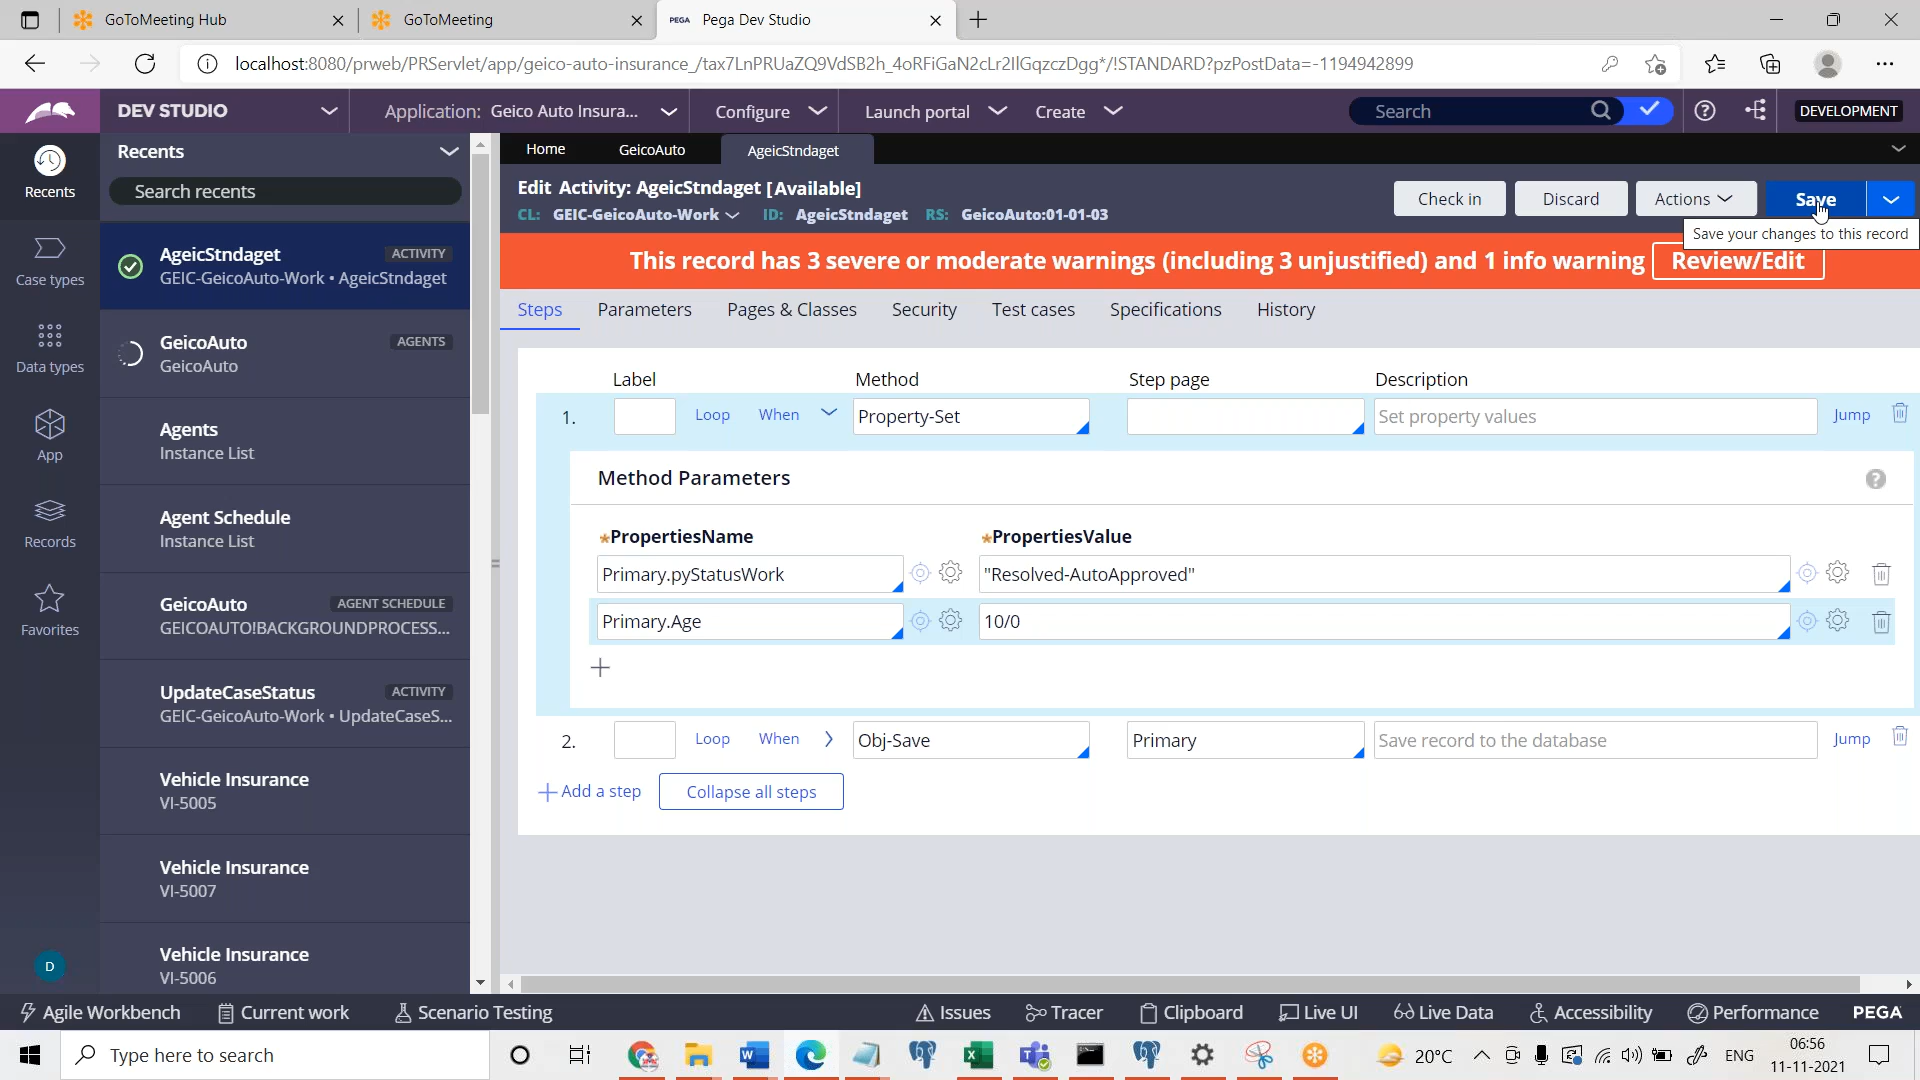 GoToMeeting Hub
GoToMeeting
PEGA Pega Dev Studio
localhost:8080/prweb/PRServlet/app/geico-auto-insurance_/tax7LnPRUaZQ9VdSB2h_4oRFiGaN2cLr2IlGqzczDgg*/!STANDARD?pzPostData=-1194942899
DEV STUDIO
Application: Geico Auto Insura...
Configure
Launch portal
Create
Search
DEVELOPMENT
Recents
Case types
Data types
App
Records
Favorites
D
Recents
Search recents
AgeicStndaget ACTIVITY
GEIC-GeicoAuto-Work • AgeicStndaget
GeicoAuto AGENTS
GeicoAuto
Agents
Instance List
Agent Schedule
Instance List
GeicoAuto AGENT SCHEDULE
GEICOAUTO!BACKGROUNDPROCESS...
UpdateCaseStatus ACTIVITY
GEIC-GeicoAuto-Work • UpdateCaseS...
Vehicle Insurance
VI-5005
Vehicle Insurance
VI-5007
Vehicle Insurance
VI-5006
Home GeicoAuto AgeicStndaget
Edit Activity: AgeicStndaget [Available]
CL: GEIC-GeicoAuto-Work ID: AgeicStndaget RS: GeicoAuto:01-01-03
Check in Discard Actions Save
Save your changes to this record
This record has 3 severe or moderate warnings (including 3 unjustified) and 1 info warning Review/Edit
Steps Parameters Pages & Classes Security Test cases Specifications History
Label Method Step page Description
1. Loop When Property-Set Set property values Jump
Method Parameters
*PropertiesName *PropertiesValue
Primary.pyStatusWork "Resolved-AutoApproved"
Primary.Age 10/0
2. Loop When Obj-Save Primary Save record to the database Jump
Add a step Collapse all steps
Agile Workbench Current work Scenario Testing Issues Tracer Clipboard Live UI Live Data Accessibility Performance PEGA
Type here to search
20°C
ENG
06:56
11-11-2021